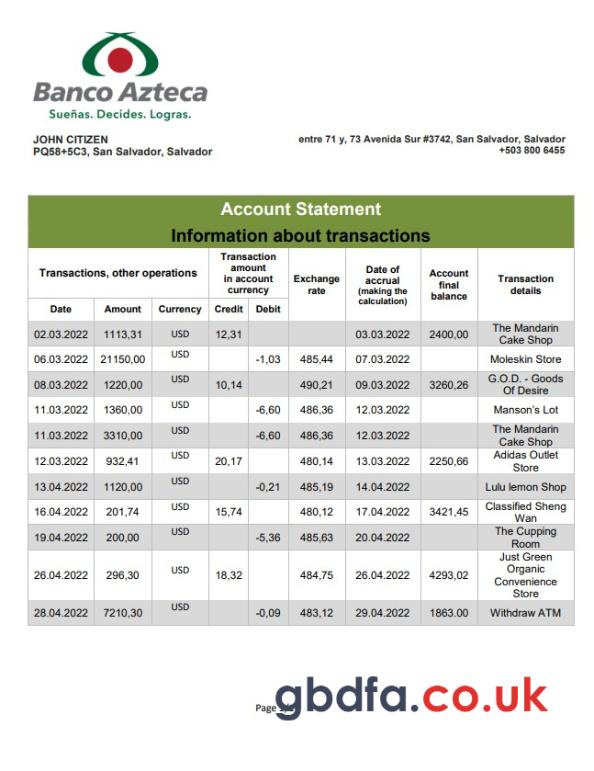 Banco Azteca
Sueñas. Decides. Logras.
JOHN CITIZEN
PQ58+5C3, San Salvador, Salvador
entre 71 y, 73 Avenida Sur #3742, San Salvador, Salvador
+503 800 6455
Account Statement
Information about transactions
Transactions, other operations
Transaction
amount
in account
currency
Exchange
rate
Date of
accrual
(making the
calculation)
Account
final
balance
Transaction
details
Date Amount Currency Credit Debit
02.03.2022 1113,31 USD 12,31 03.03.2022 2400,00 The Mandarin
Cake Shop
06.03.2022 21150,00 USD -1,03 485,44 07.03.2022 Moleskin Store
08.03.2022 1220,00 USD 10,14 490,21 09.03.2022 3260,26 G.O.D. - Goods
Of Desire
11.03.2022 1360,00 USD -6,60 486,36 12.03.2022 Manson's Lot
11.03.2022 3310,00 USD -6,60 486,36 12.03.2022 The Mandarin
Cake Shop
12.03.2022 932,41 USD 20,17 480,14 13.03.2022 2250,66 Adidas Outlet
Store
13.04.2022 1120,00 USD -0,21 485,19 14.04.2022 Lulu lemon Shop
16.04.2022 201,74 USD 15,74 480,12 17.04.2022 3421,45 Classified Sheng
Wan
19.04.2022 200,00 USD -5,36 485,63 20.04.2022 The Cupping
Room
26.04.2022 296,30 USD 18,32 484,75 26.04.2022 4293,02 Just Green
Organic
Convenience
Store
28.04.2022 7210,30 USD -0,09 483,12 29.04.2022 1863.00 Withdraw ATM
Page
gbdfa.co.uk